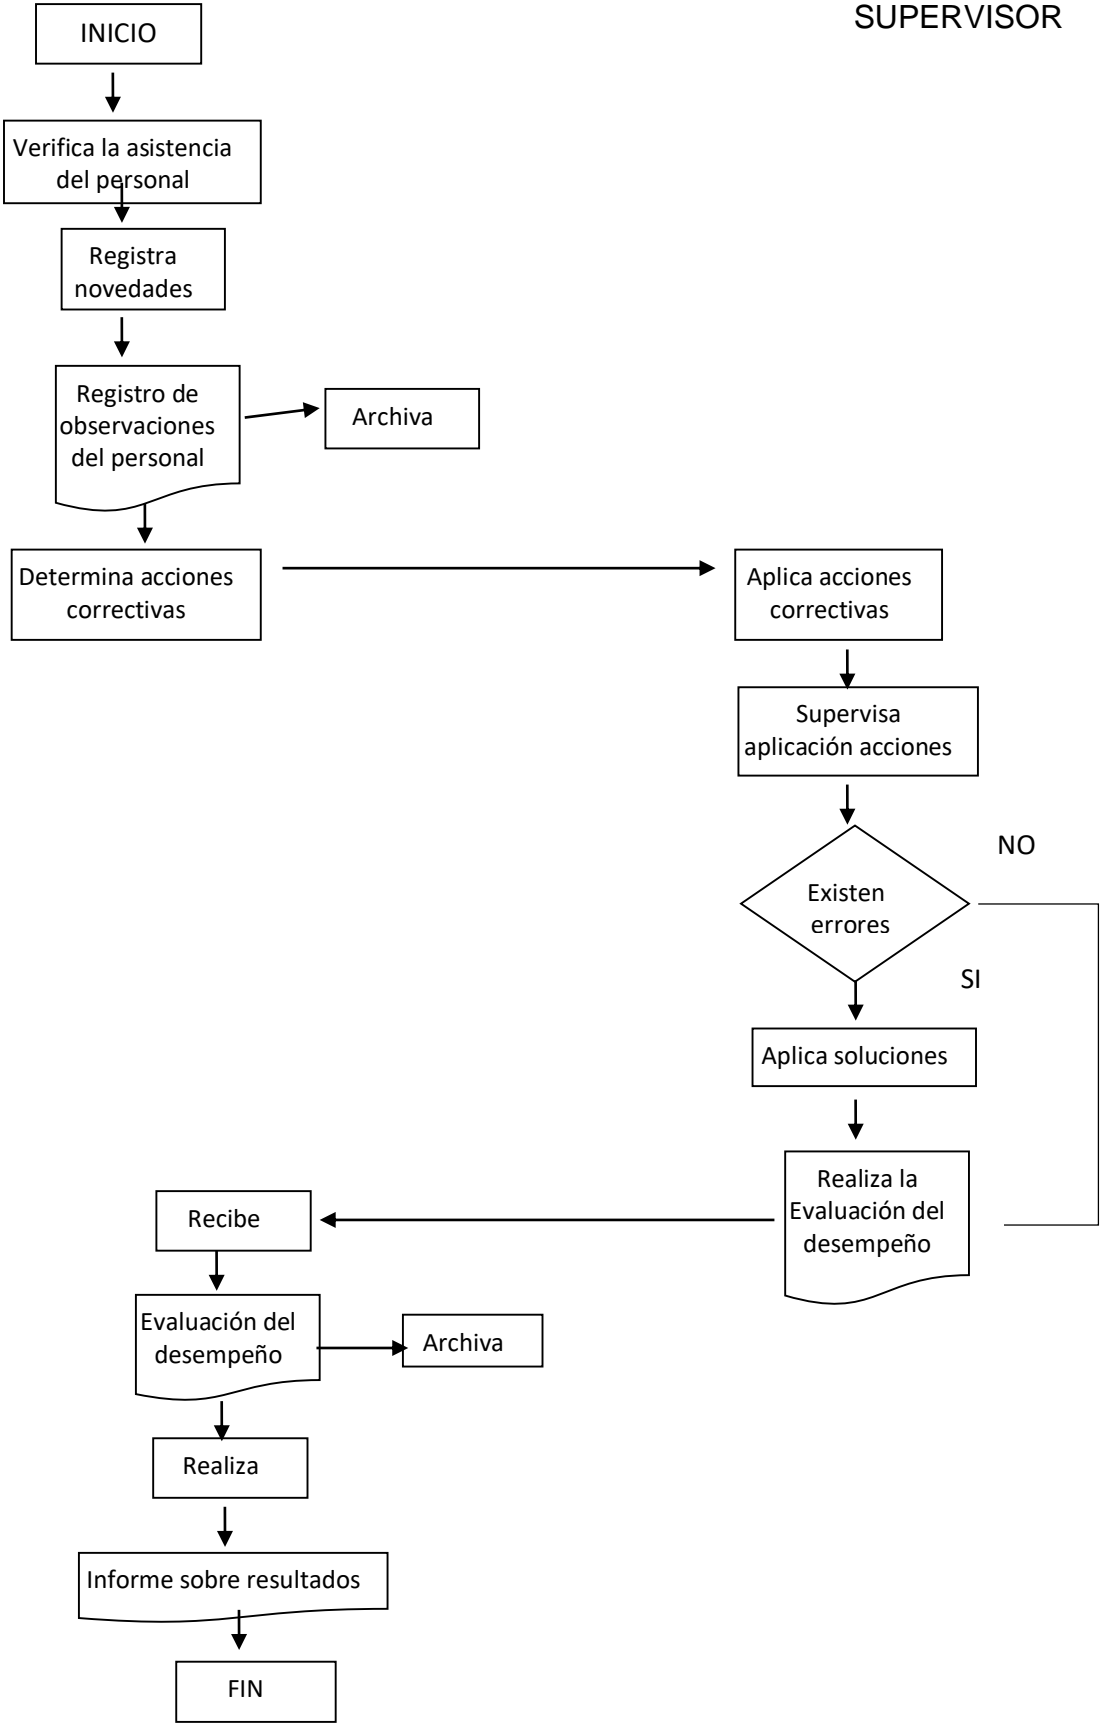 SUPERVISOR
INICIO
Verifica la asistencia
del personal
Registra
novedades
Registro de
observaciones
del personal
Archiva
Determina acciones
correctivas
Aplica acciones
correctivas
Supervisa
aplicación acciones
NO
Existen
errores
SI
Aplica soluciones
Realiza la
Evaluación del
desempeño
Recibe
Evaluación del
desempeño
Archiva
Realiza
Informe sobre resultados
FIN